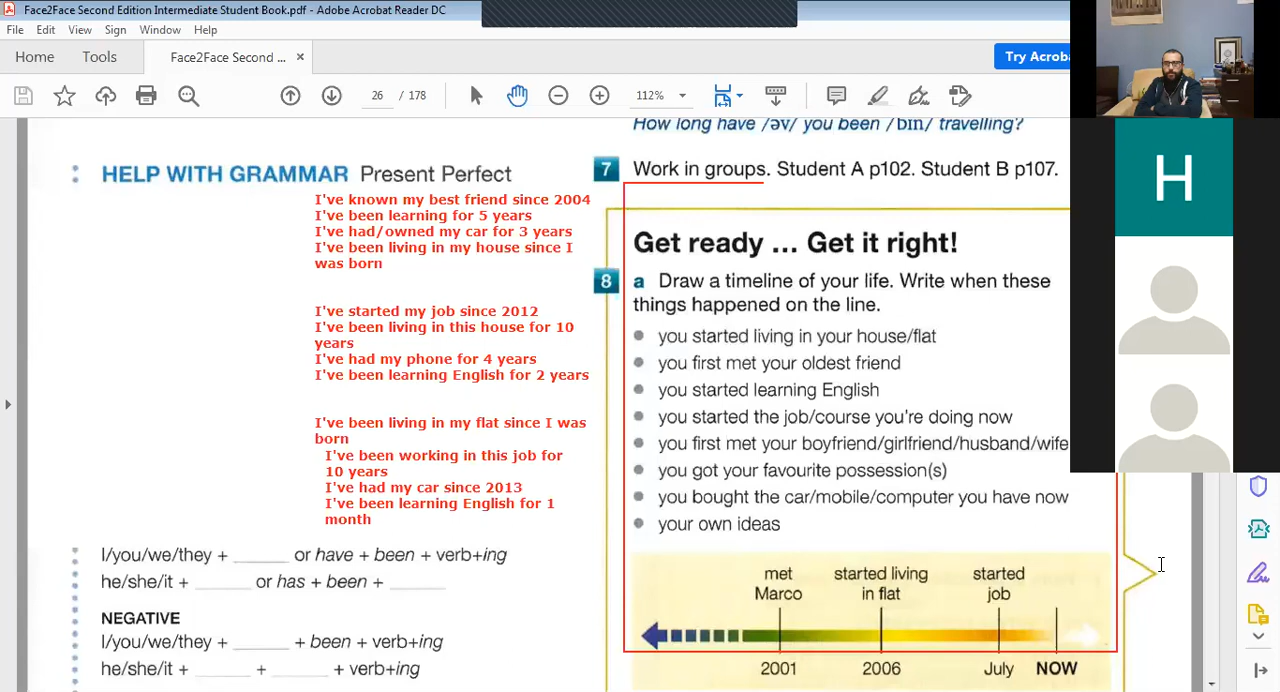 Face2Face Second Edition Intermediate Student Book.pdf - Adobe Acrobat Reader DC
File Edit View Sign Window Help
Home Tools Face2Face Second ... × Try Acroba
26 / 178 112%
How long have /əv/ you been /bɪn/ travelling?
HELP WITH GRAMMAR Present Perfect
I've known my best friend since 2004
I've been learning for 5 years
I've had/owned my car for 3 years
I've been living in my house since I
was born
I've started my job since 2012
I've been living in this house for 10
years
I've had my phone for 4 years
I've been learning English for 2 years
I've been living in my flat since I was
born
I've been working in this job for
10 years
I've had my car since 2013
I've been learning English for 1
month
I/you/we/they + ______ or have + been + verb+ing
he/she/it + ______ or has + been + ______
NEGATIVE
I/you/we/they + ______ + been + verb+ing
he/she/it + ______ + ______ + verb+ing
7 Work in groups. Student A p102. Student B p107.
Get ready ... Get it right!
8 a Draw a timeline of your life. Write when these
things happened on the line.
● you started living in your house/flat
● you first met your oldest friend
● you started learning English
● you started the job/course you're doing now
● you first met your boyfriend/girlfriend/husband/wife
● you got your favourite possession(s)
● you bought the car/mobile/computer you have now
● your own ideas
met started living started
Marco in flat job
2001 2006 July NOW
H